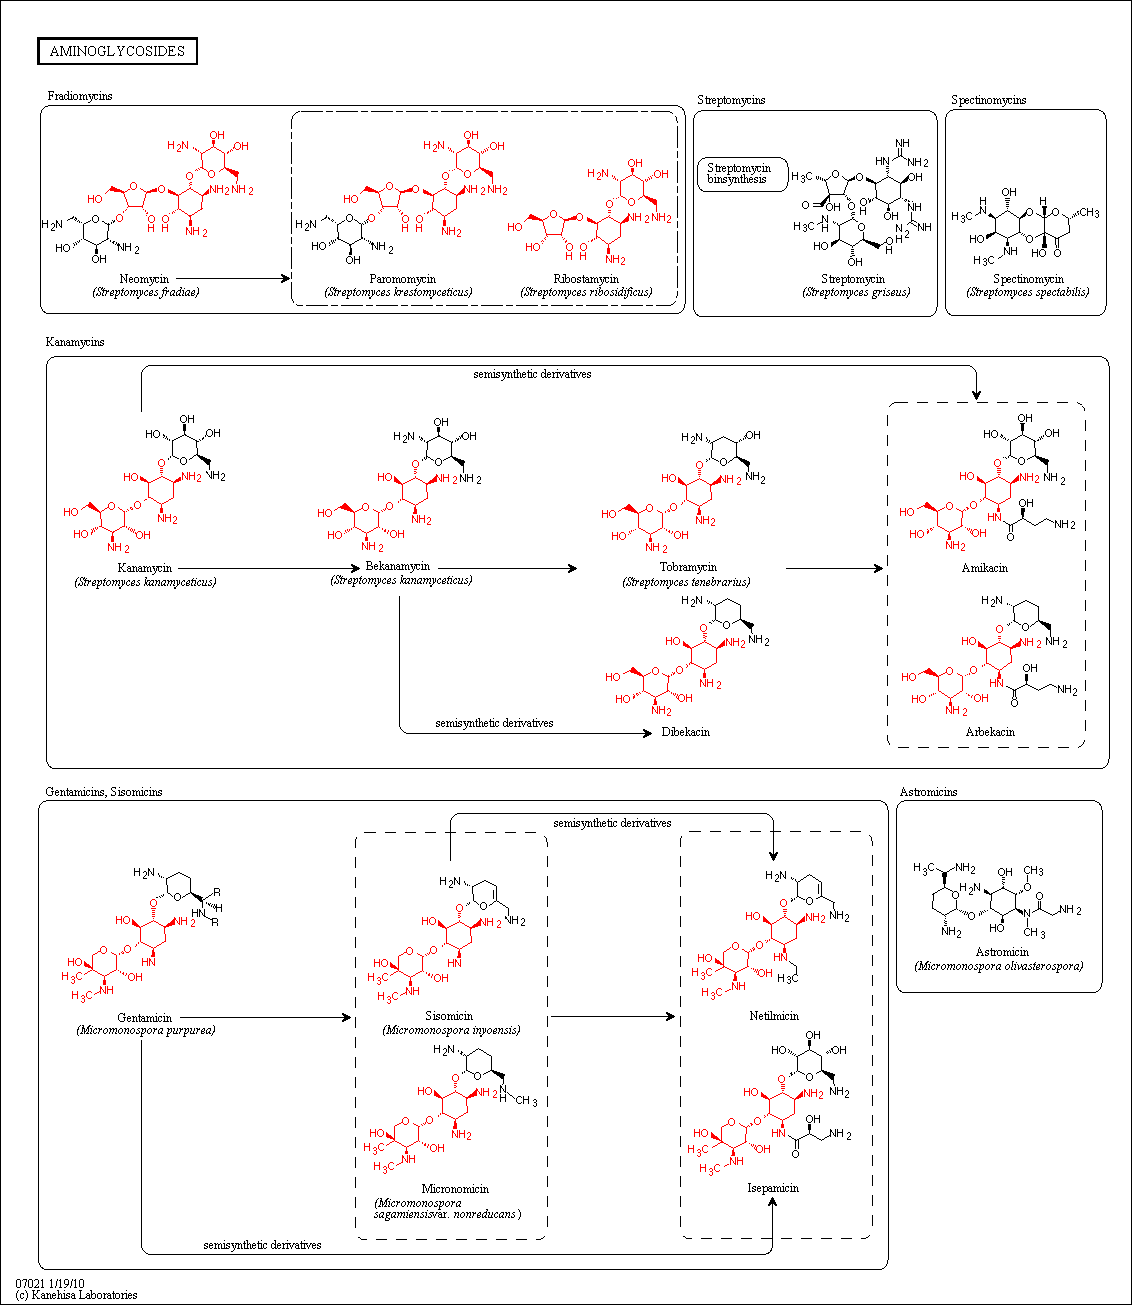 AMINOGLYCOSIDES
Fradiomycins
Streptomycins
Spectinomycins
Streptomycin
binsynthesis
Neomycin
(Streptomyces fradiae)
Paromomycin
(Streptomyces krestomyceticus)
Ribostamycin
(Streptomyces ribosidificus)
Streptomycin
(Streptomyces griseus)
Spectinomycin
(Streptomyces spectabilis)
Kanamycins
semisynthetic derivatives
Kanamycin
(Streptomyces kanamyceticus)
Bekanamycin
(Streptomyces kanamyceticus)
Tobramycin
(Streptomyces tenebrarius)
Amikacin
semisynthetic derivatives
Dibekacin
Arbekacin
Gentamicins, Sisomicins
Astromicins
semisynthetic derivatives
Astromicin
(Micromonospora olivasterospora)
Gentamicin
(Micromonospora purpurea)
Sisomicin
(Micromonospora inyoensis)
Netilmicin
Micronomicin
(Micromonospora
sagamiensisvar. nonreducans )
Isepamicin
semisynthetic derivatives
07021 1/19/10
(c) Kanehisa Laboratories